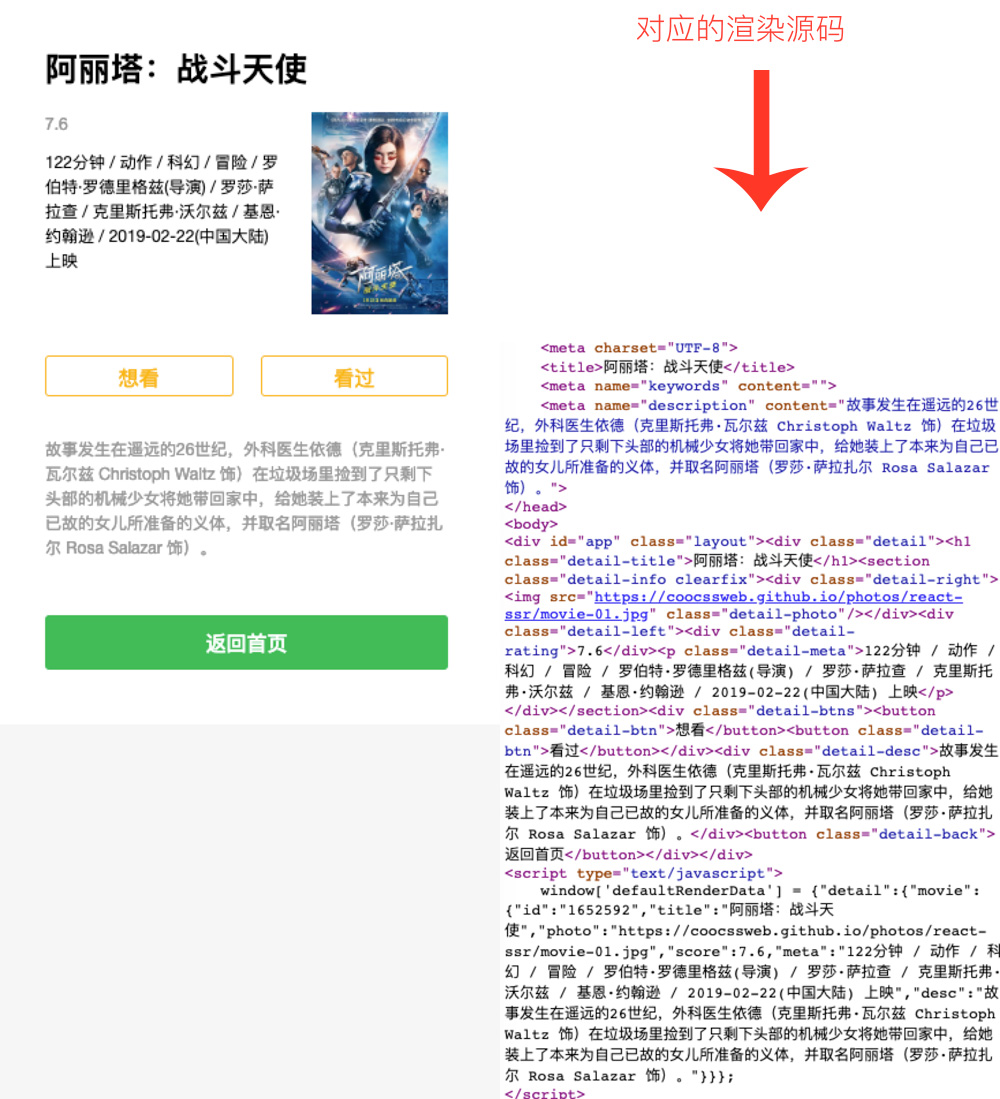 对应的渲染源码
阿丽塔：战斗天使
7.6
122分钟 / 动作 / 科幻 / 冒险 / 罗
伯特·罗德里格兹(导演) / 罗莎·萨
拉查 / 克里斯托弗·沃尔兹 / 基恩·
约翰逊 / 2019-02-22(中国大陆)
上映
阿丽塔
战斗天使
想看
看过
故事发生在遥远的26世纪，外科医生依德（克里斯托弗·
瓦尔兹 Christoph Waltz 饰）在垃圾场里捡到了只剩下
头部的机械少女将她带回家中，给她装上了本来为自己
已故的女儿所准备的义体，并取名阿丽塔（罗莎·萨拉扎
尔 Rosa Salazar 饰）。
返回首页
<meta charset="UTF-8">
<title>阿丽塔：战斗天使</title>
<meta name="keywords" content="">
<meta name="description" content="故事发生在遥远的26世
纪，外科医生依德（克里斯托弗·瓦尔兹 Christoph Waltz 饰）在垃圾
场里捡到了只剩下头部的机械少女将她带回家中，给她装上了本来为自己已
故的女儿所准备的义体，并取名阿丽塔（罗莎·萨拉扎尔 Rosa Salazar
饰）。">
</head>
<body>
<div id="app" class="layout"><div class="detail"><h1
class="detail-title">阿丽塔：战斗天使</h1><section
class="detail-info clearfix"><div class="detail-right">
<img src="https://coocssweb.github.io/photos/react-
ssr/movie-01.jpg" class="detail-photo"/></div><div
class="detail-left"><div class="detail-
rating">7.6</div><p class="detail-meta">122分钟 / 动作 /
科幻 / 冒险 / 罗伯特·罗德里格兹(导演) / 罗莎·萨拉查 / 克里斯托
弗·沃尔兹 / 基恩·约翰逊 / 2019-02-22(中国大陆) 上映</p>
</div></section><div class="detail-btns"><button
class="detail-btn">想看</button><button class="detail-
btn">看过</button></div><div class="detail-desc">故事发生
在遥远的26世纪，外科医生依德（克里斯托弗·瓦尔兹 Christoph
Waltz 饰）在垃圾场里捡到了只剩下头部的机械少女将她带回家中，给她
装上了本来为自己已故的女儿所准备的义体，并取名阿丽塔（罗莎·萨拉扎
尔 Rosa Salazar 饰）。</div><button class="detail-back">
返回首页</button></div></div>
<script type="text/javascript">
window['defaultRenderData'] = {"detail":{"movie":
{"id":"1652592","title":"阿丽塔：战斗天
使","photo":"https://coocssweb.github.io/photos/react-
ssr/movie-01.jpg","score":7.6,"meta":"122分钟 / 动作 / 科
幻 / 冒险 / 罗伯特·罗德里格兹(导演) / 罗莎·萨拉查 / 克里斯托弗·
沃尔兹 / 基恩·约翰逊 / 2019-02-22(中国大陆) 上映","desc":"故
事发生在遥远的26世纪，外科医生依德（克里斯托弗·瓦尔兹 Christoph
Waltz 饰）在垃圾场里捡到了只剩下头部的机械少女将她带回家中，给她
装上了本来为自己已故的女儿所准备的义体，并取名阿丽塔（罗莎·萨拉扎
尔 Rosa Salazar 饰）。"}}};
</script>